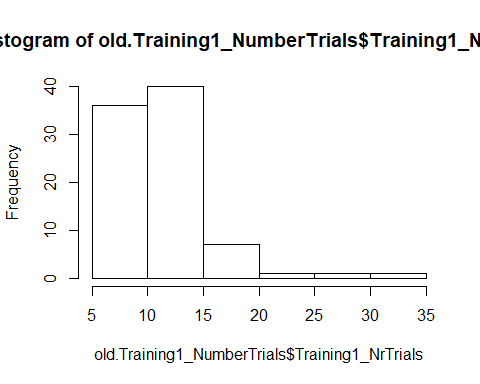 stogram of old.Training1_NumberTrials$Training1_N
Frequency
40
30
20
10
0
5 10 15 20 25 30 35
old.Training1_NumberTrials$Training1_NrTrials